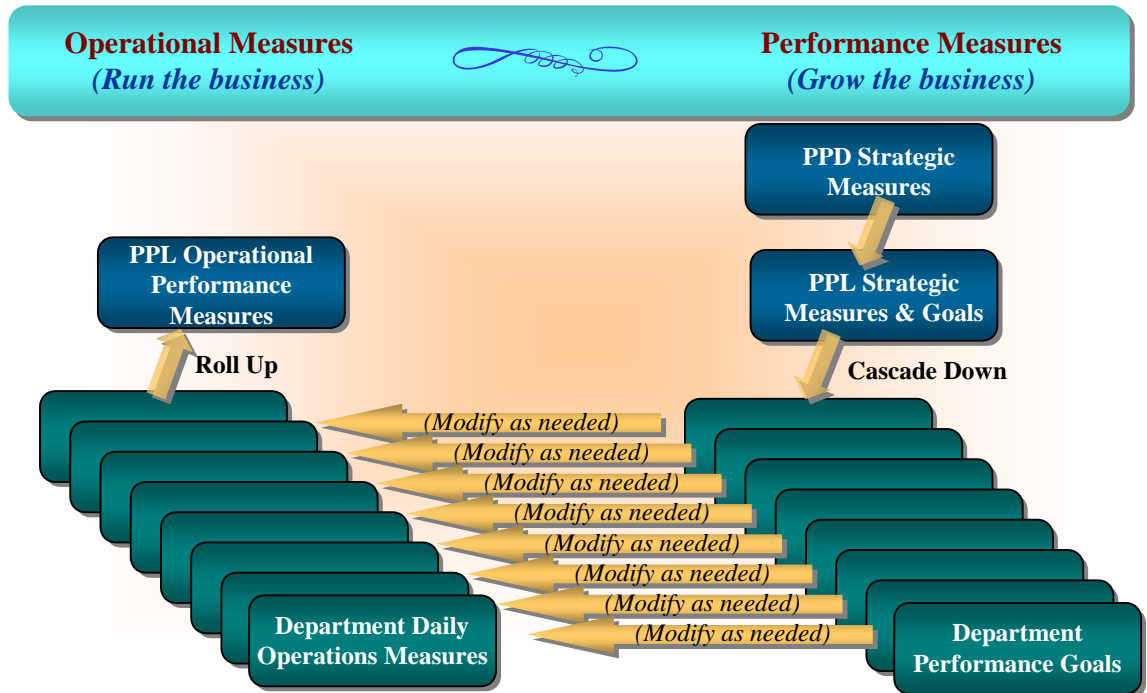 Operational Measures
(Run the business)
Performance Measures
(Grow the business)
PPD Strategic
Measures
PPL Operational
Performance
Measures
PPL Strategic
Measures & Goals
Roll Up
Cascade Down
(Modify as needed)
(Modify as needed)
(Modify as needed)
(Modify as needed)
(Modify as needed)
(Modify as needed)
(Modify as needed)
(Modify as needed)
Department Daily
Operations Measures
Department
Performance Goals